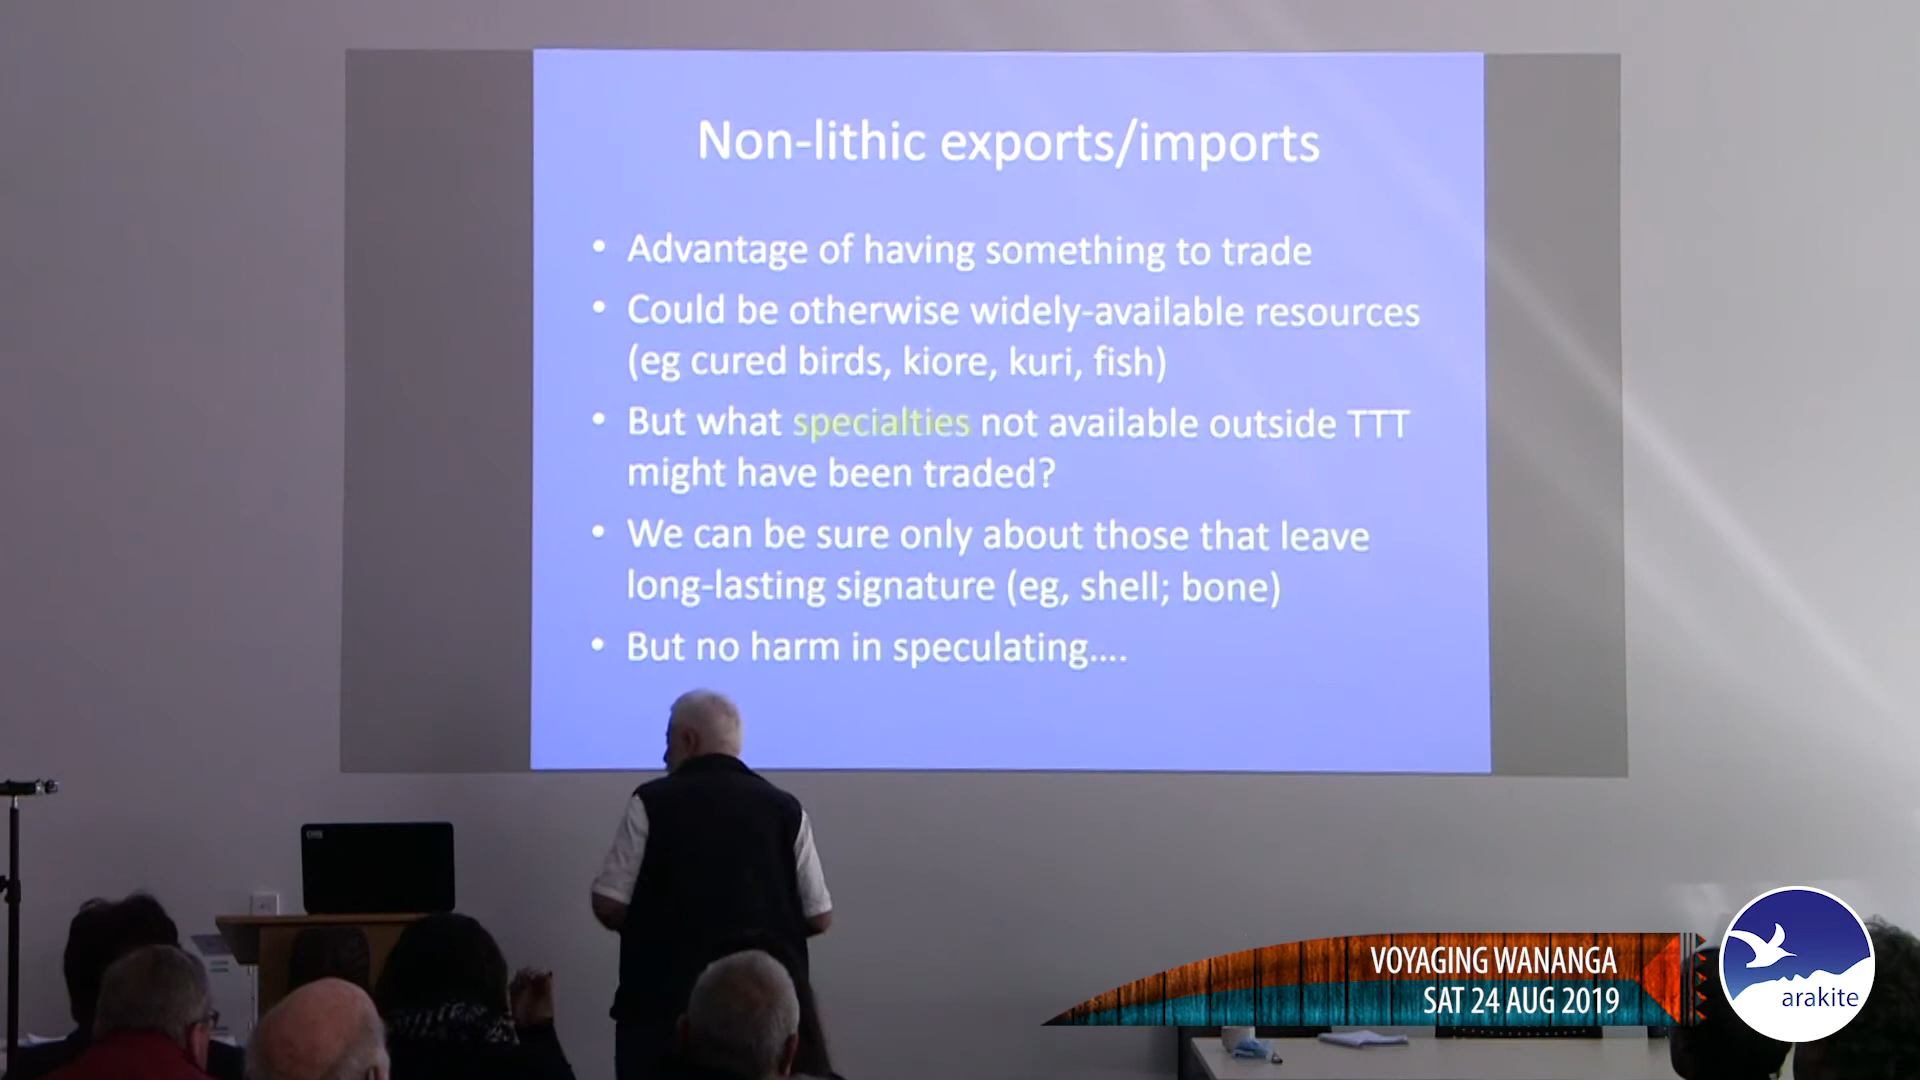 Non-lithic exports/imports
• Advantage of having something to trade
• Could be otherwise widely-available resources
(eg cured birds, kiore, kuri, fish)
• But what specialties not available outside TTT
might have been traded?
• We can be sure only about those that leave
long-lasting signature (eg, shell; bone)
• But no harm in speculating....
VOYAGING WANANGA
SAT 24 AUG 2019
arakite